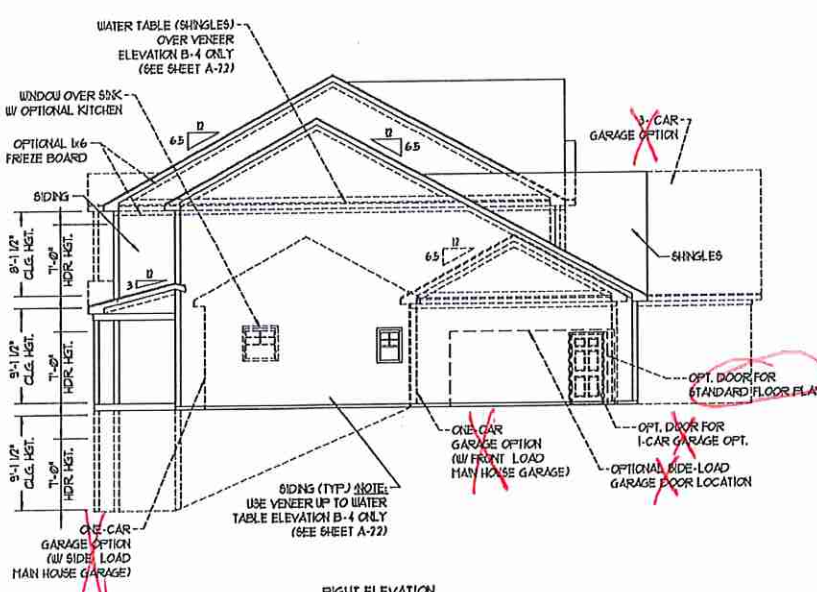 WATER TABLE (SHINGLES)
OVER VENEER
ELEVATION B-4 ONLY
(SEE SHEET A-22)
WINDOW OVER SINK
W/ OPTIONAL KITCHEN
OPTIONAL 1x6
FRIEZE BOARD
SIDING
12
6.5
12
6.5
3-CAR
GARAGE OPTION
SHINGLES
12
6.5
12
3
8'-1 1/2"
CLG. HGT.
7'-0"
HDR. HGT.
9'-1 1/2"
CLG. HGT.
7'-0"
HDR. HGT.
9'-1 1/2"
CLG. HGT.
7'-0"
HDR. HGT.
OPT. DOOR FOR
STANDARD FLOOR PLAN
OPT. DOOR FOR
1-CAR GARAGE OPT.
OPTIONAL SIDE-LOAD
GARAGE DOOR LOCATION
ONE-CAR
GARAGE OPTION
(W/ FRONT LOAD
MAIN HOUSE GARAGE)
SIDING (TYP.) NOTE:
USE VENEER UP TO WATER
TABLE ELEVATION B-4 ONLY
(SEE SHEET A-22)
ONE-CAR
GARAGE OPTION
(W/ SIDE LOAD
MAIN HOUSE GARAGE)
RIGHT ELEVATION